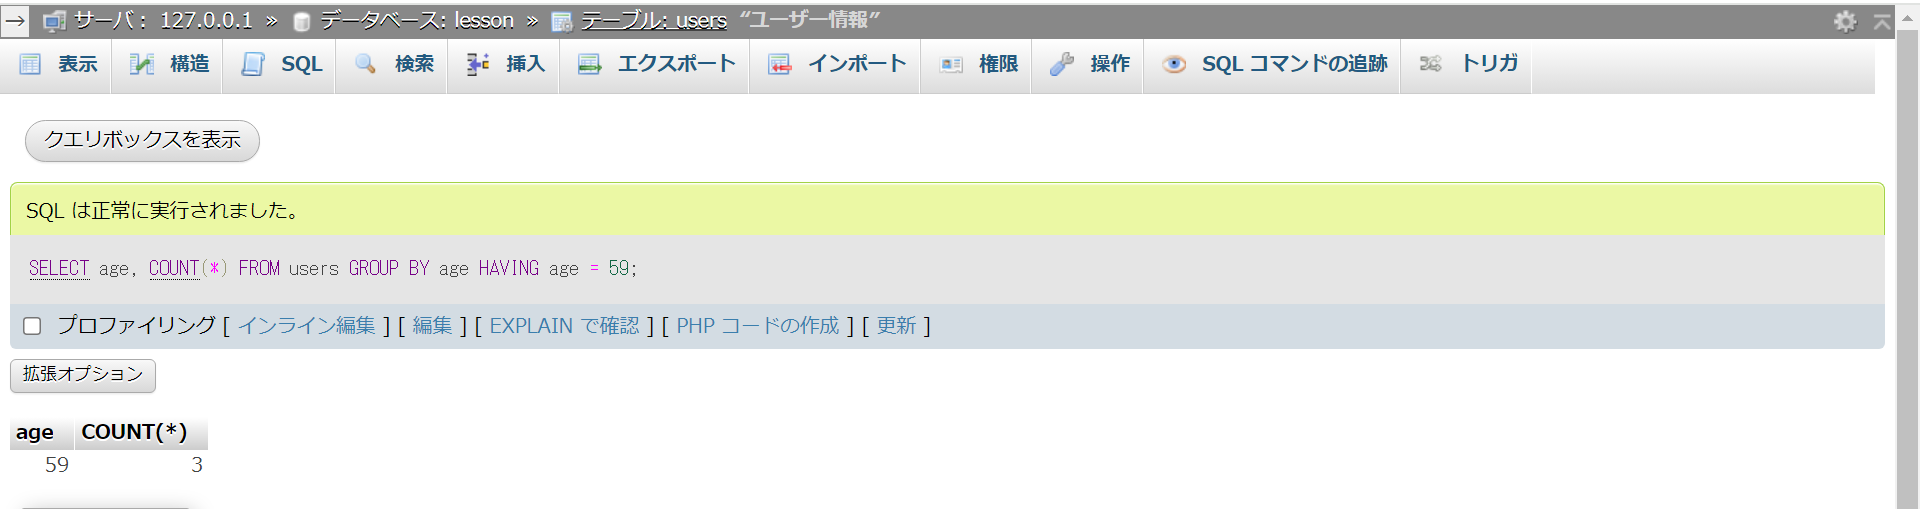 → サーバ: 127.0.0.1 » データベース: lesson » テーブル: users “ユーザー情報”
表示 構造 SQL 検索 挿入 エクスポート インポート 権限 操作 SQL コマンドの追跡 トリガ
クエリボックスを表示
SQL は正常に実行されました。
SELECT age, COUNT(*) FROM users GROUP BY age HAVING age = 59;
プロファイリング [ インライン編集 ] [ 編集 ] [ EXPLAIN で確認 ] [ PHP コードの作成 ] [ 更新 ]
拡張オプション
age COUNT(*)
59 3